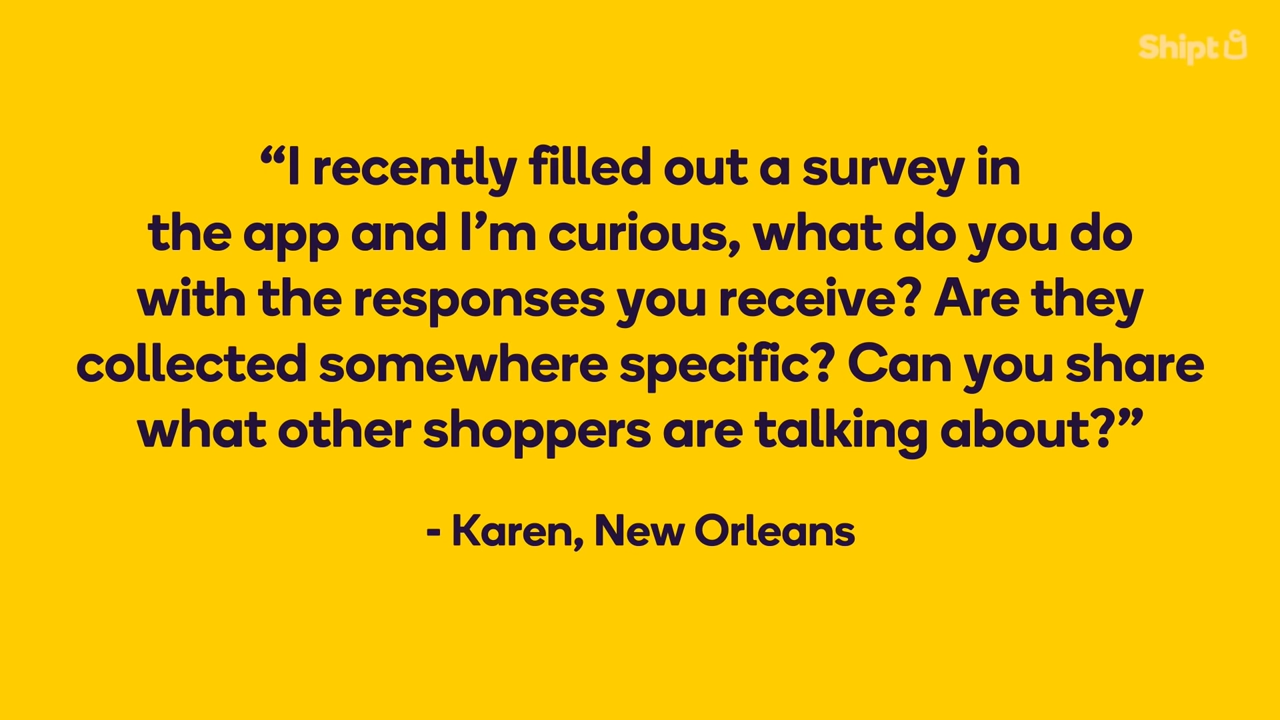 Shipt
“I recently filled out a survey in
the app and I’m curious, what do you do
with the responses you receive? Are they
collected somewhere specific? Can you share
what other shoppers are talking about?”
- Karen, New Orleans